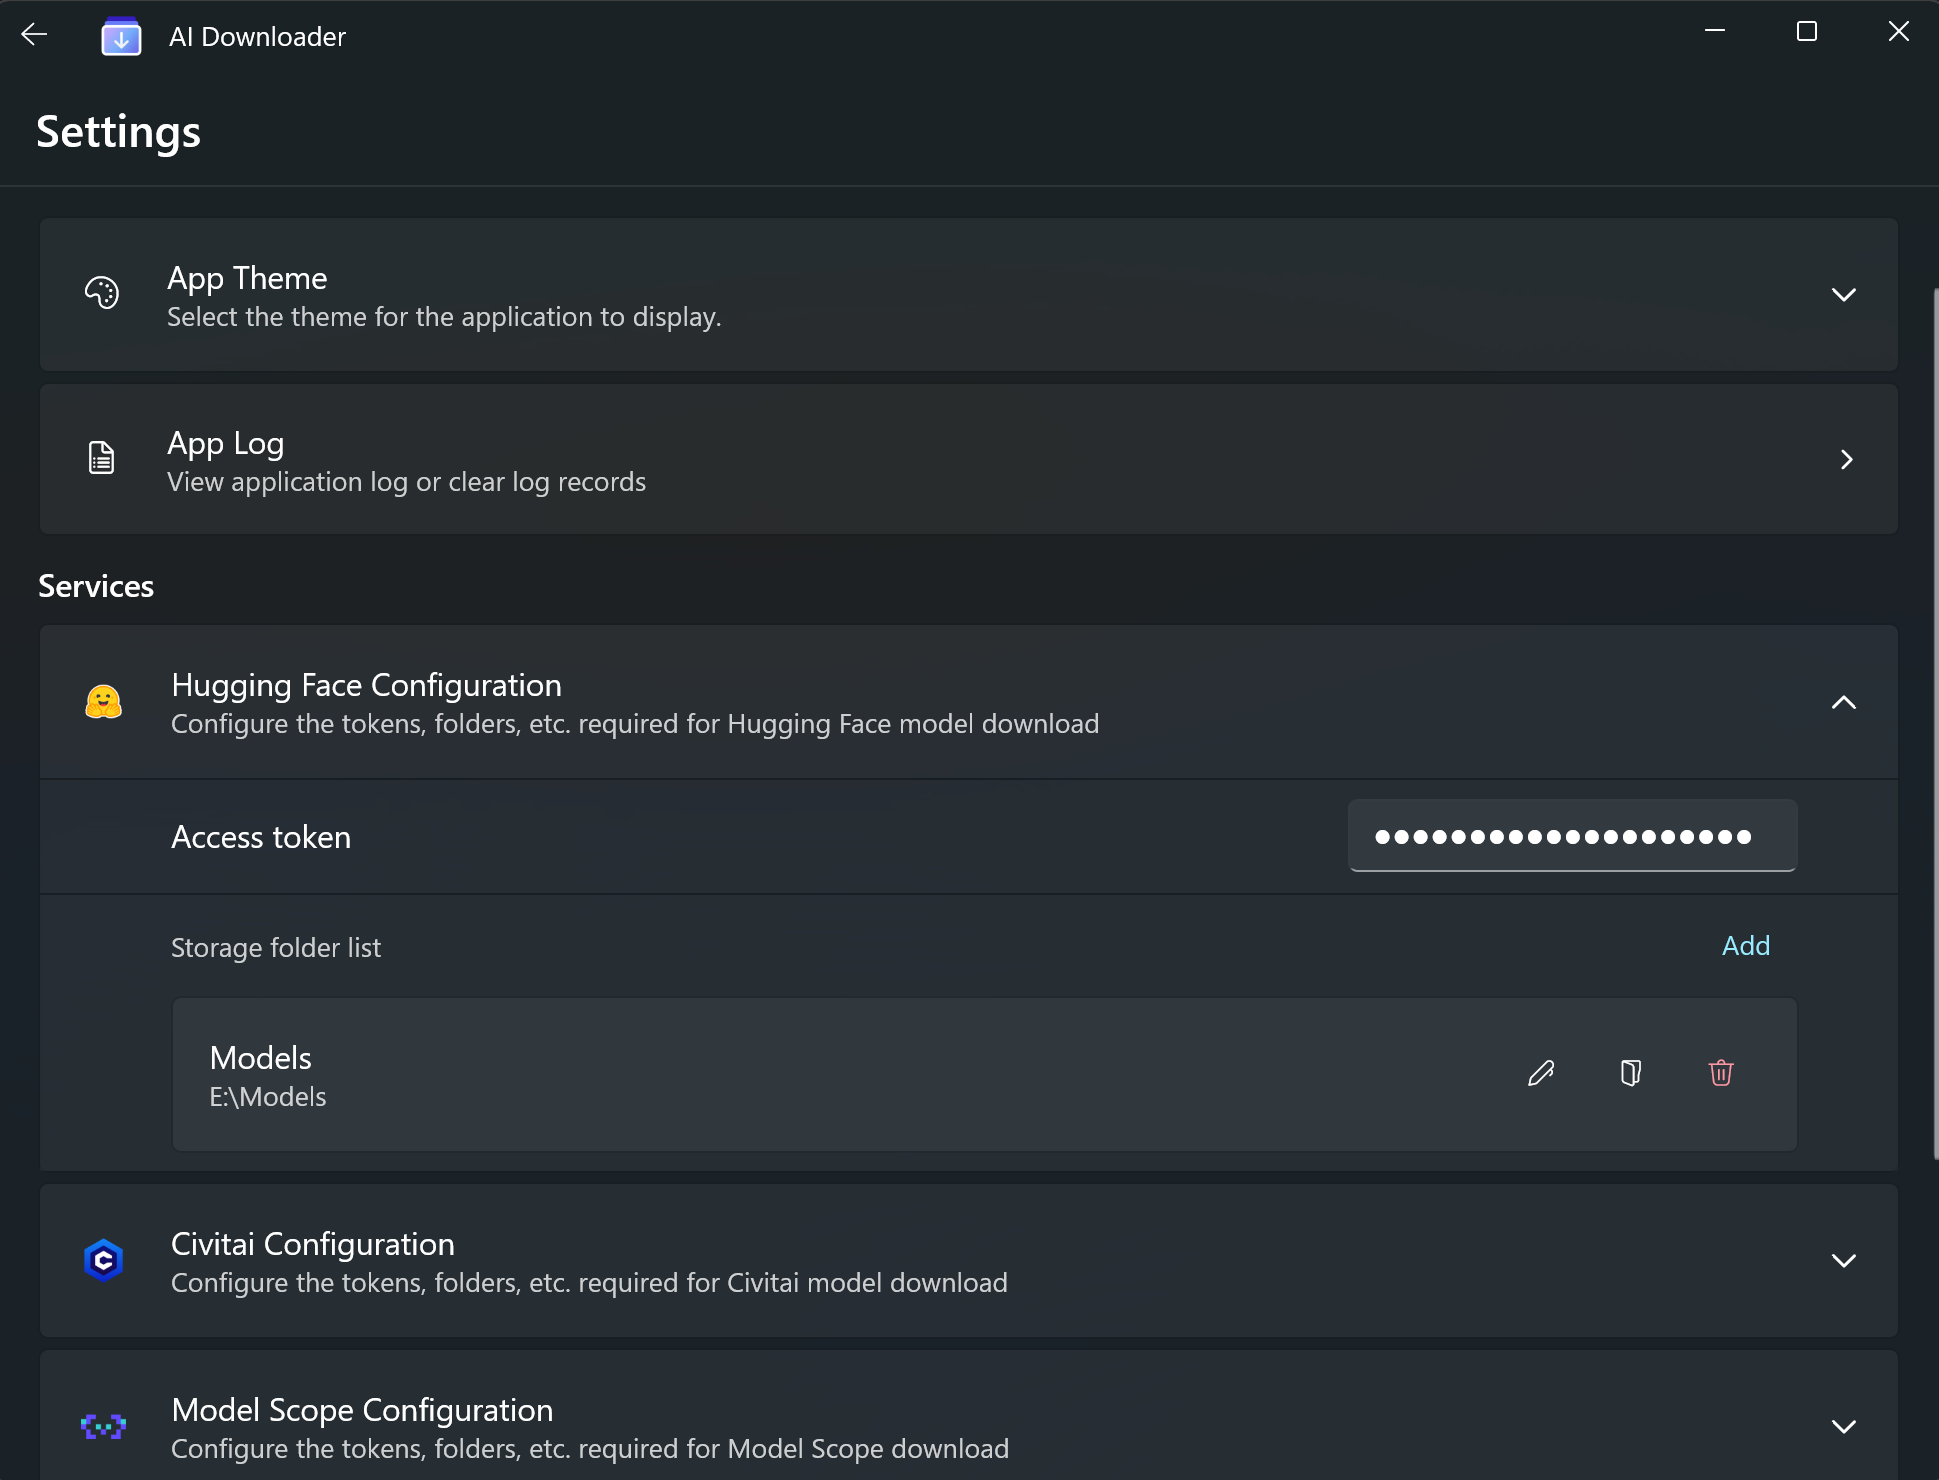 AI Downloader
Settings
App Theme
Select the theme for the application to display.
App Log
View application log or clear log records
Services
Hugging Face Configuration
Configure the tokens, folders, etc. required for Hugging Face model download
Access token
Storage folder list
Add
Models
E:\Models
Civitai Configuration
Configure the tokens, folders, etc. required for Civitai model download
Model Scope Configuration
Configure the tokens, folders, etc. required for Model Scope download